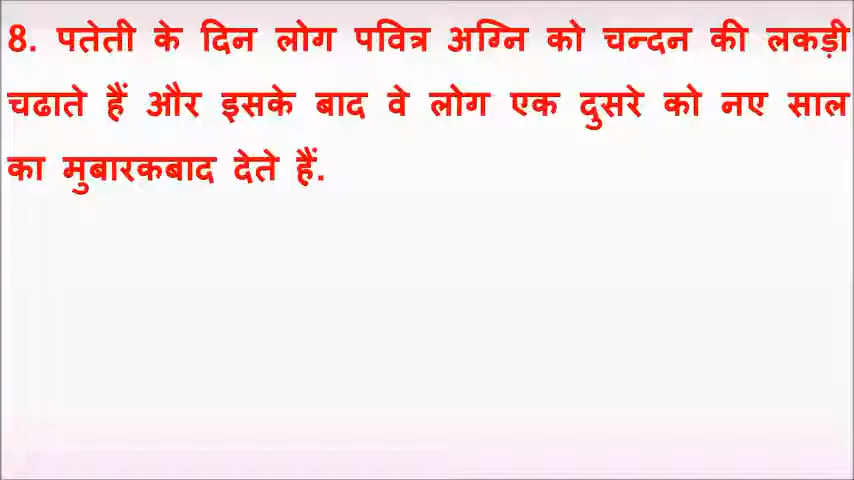 8. पतेती के दिन लोग पवित्र अग्नि को चन्दन की लकड़ी
चढाते हैं और इसके बाद वे लोग एक दुसरे को नए साल
का मुबारकबाद देते हैं.